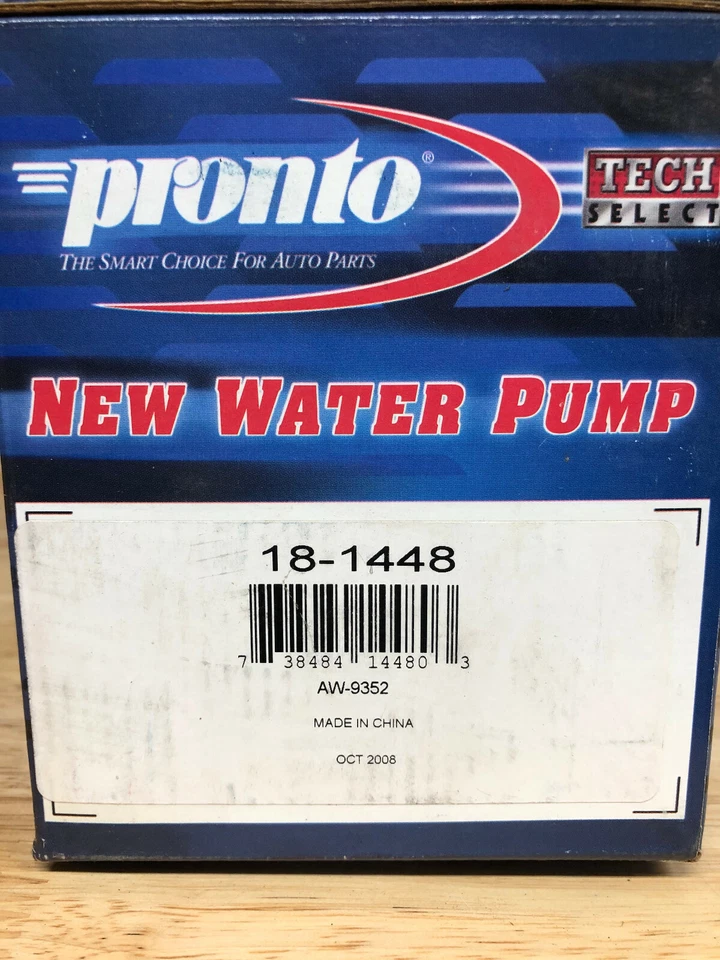 pronto®
TECH
SELECT
THE SMART CHOICE FOR AUTO PARTS
NEW WATER PUMP
18-1448
7 38484 14480 3
AW-9352
MADE IN CHINA
OCT 2008